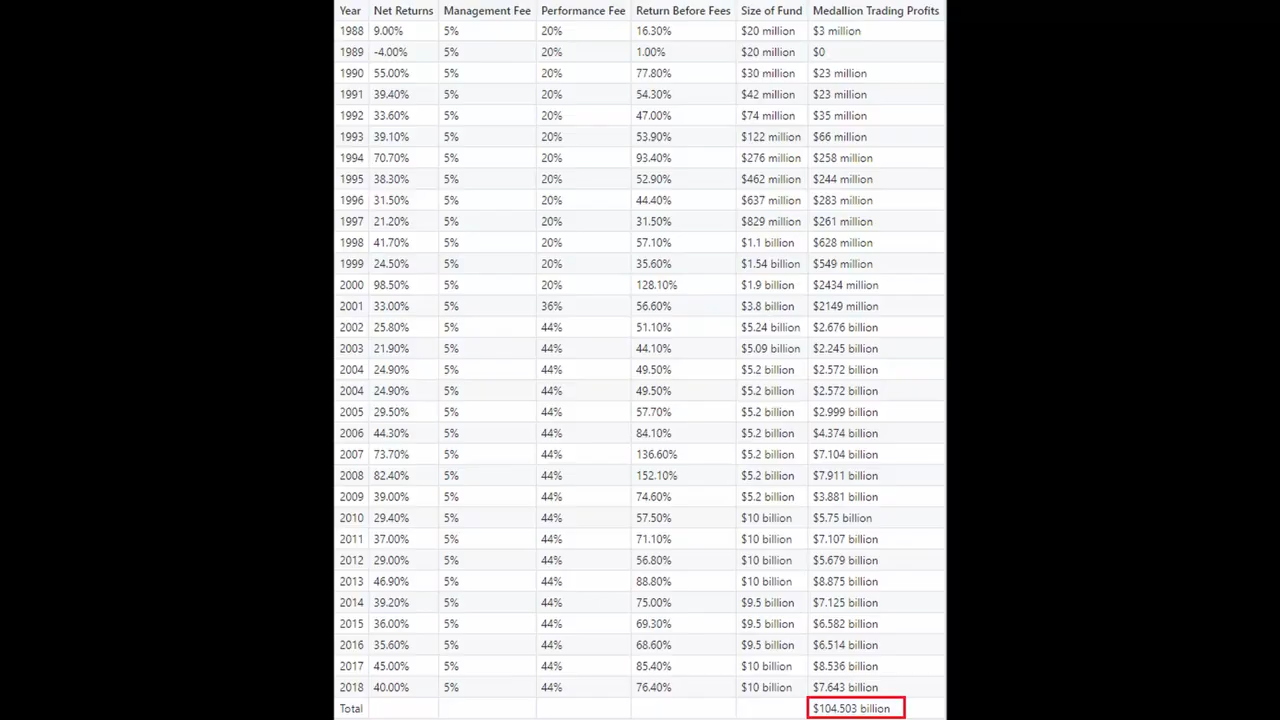 Year Net Returns Management Fee Performance Fee Return Before Fees Size of Fund Medallion Trading Profits
1988 9.00% 5% 20% 16.30% $20 million $3 million
1989 -4.00% 5% 20% 1.00% $20 million $0
1990 55.00% 5% 20% 77.80% $30 million $23 million
1991 39.40% 5% 20% 54.30% $42 million $23 million
1992 33.60% 5% 20% 47.00% $74 million $35 million
1993 39.10% 5% 20% 53.90% $122 million $66 million
1994 70.70% 5% 20% 93.40% $276 million $258 million
1995 38.30% 5% 20% 52.90% $462 million $244 million
1996 31.50% 5% 20% 44.40% $637 million $283 million
1997 21.20% 5% 20% 31.50% $829 million $261 million
1998 41.70% 5% 20% 57.10% $1.1 billion $628 million
1999 24.50% 5% 20% 35.60% $1.54 billion $549 million
2000 98.50% 5% 20% 128.10% $1.9 billion $2434 million
2001 33.00% 5% 36% 56.60% $3.8 billion $2149 million
2002 25.80% 5% 44% 51.10% $5.24 billion $2.676 billion
2003 21.90% 5% 44% 44.10% $5.09 billion $2.245 billion
2004 24.90% 5% 44% 49.50% $5.2 billion $2.572 billion
2004 24.90% 5% 44% 49.50% $5.2 billion $2.572 billion
2005 29.50% 5% 44% 57.70% $5.2 billion $2.999 billion
2006 44.30% 5% 44% 84.10% $5.2 billion $4.374 billion
2007 73.70% 5% 44% 136.60% $5.2 billion $7.104 billion
2008 82.40% 5% 44% 152.10% $5.2 billion $7.911 billion
2009 39.00% 5% 44% 74.60% $5.2 billion $3.881 billion
2010 29.40% 5% 44% 57.50% $10 billion $5.75 billion
2011 37.00% 5% 44% 71.10% $10 billion $7.107 billion
2012 29.00% 5% 44% 56.80% $10 billion $5.679 billion
2013 46.90% 5% 44% 88.80% $10 billion $8.875 billion
2014 39.20% 5% 44% 75.00% $9.5 billion $7.125 billion
2015 36.00% 5% 44% 69.30% $9.5 billion $6.582 billion
2016 35.60% 5% 44% 68.60% $9.5 billion $6.514 billion
2017 45.00% 5% 44% 85.40% $10 billion $8.536 billion
2018 40.00% 5% 44% 76.40% $10 billion $7.643 billion
Total $104.503 billion